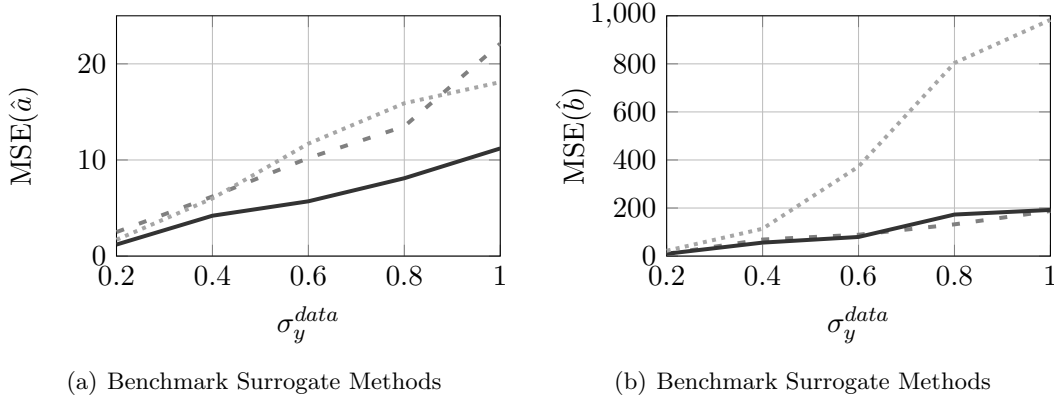 20
10
0
MSE(â)
0.2 0.4 0.6 0.8 1
σ_y^{data}
(a) Benchmark Surrogate Methods
1,000
800
600
400
200
0
MSE(b̂)
0.2 0.4 0.6 0.8 1
σ_y^{data}
(b) Benchmark Surrogate Methods